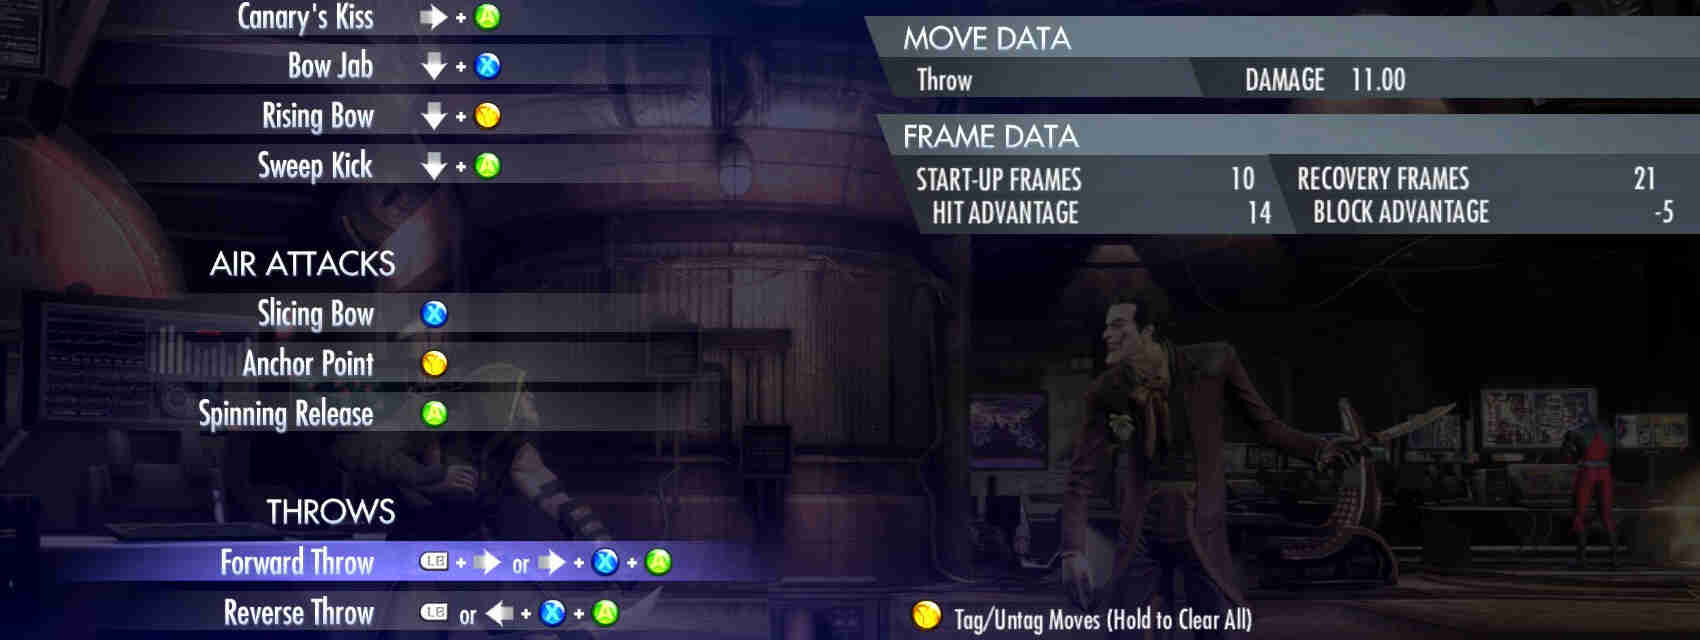 Canary's Kiss + A
Bow Jab + X
Rising Bow + Y
Sweep Kick + A
AIR ATTACKS
Slicing Bow X
Anchor Point Y
Spinning Release A
THROWS
Forward Throw LB + or + X + A
Reverse Throw LB or + X + A
MOVE DATA
Throw DAMAGE 11.00
FRAME DATA
START-UP FRAMES 10 RECOVERY FRAMES 21
HIT ADVANTAGE 14 BLOCK ADVANTAGE -5
Y Tag/Untag Moves (Hold to Clear All)